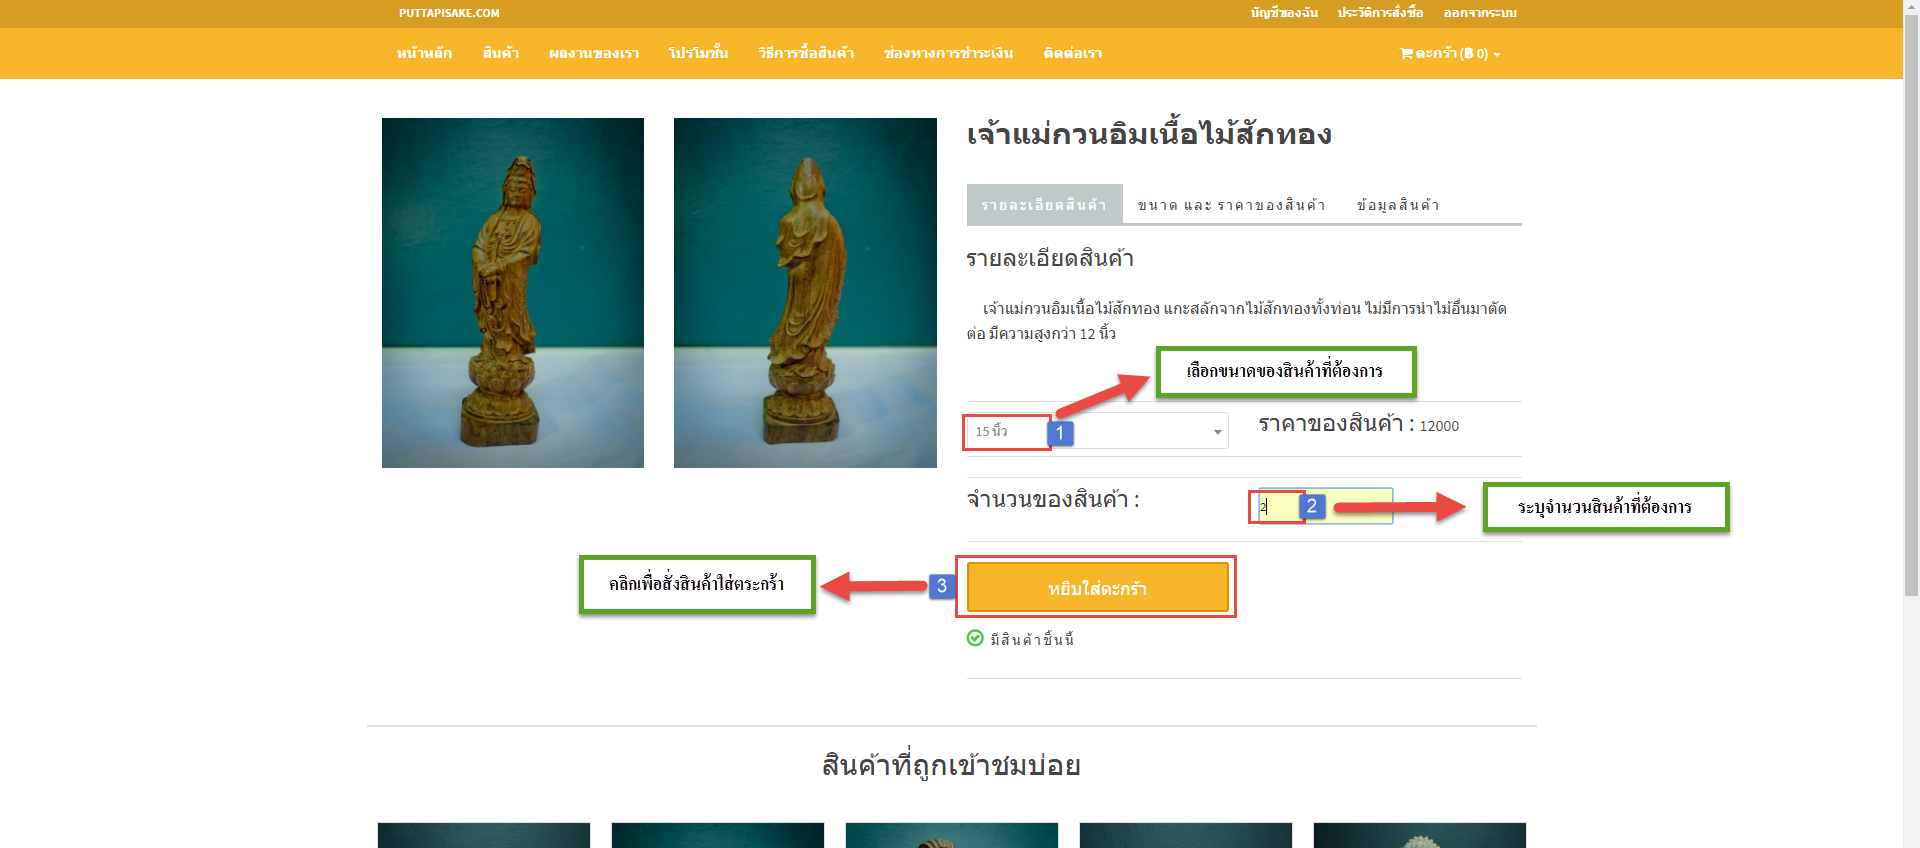 PUTTAPISAKE.COM
บัญชีของฉัน ประวัติการสั่งซื้อ ออกจากระบบ
หน้าหลัก สินค้า ผลงานของเรา โปรโมชั่น วิธีการซื้อสินค้า ช่องทางการชำระเงิน ติดต่อเรา
ตะกร้า (฿ 0)
เจ้าแม่กวนอิมเนื้อไม้สักทอง
รายละเอียดสินค้า ขนาด และ ราคาของสินค้า ข้อมูลสินค้า
รายละเอียดสินค้า
เจ้าแม่กวนอิมเนื้อไม้สักทอง แกะสลักจากไม้สักทองทั้งท่อน ไม่มีการนำไม้อื่นมาตัด
ต่อ มีความสูงกว่า 12 นิ้ว
เลือกขนาดของสินค้าที่ต้องการ
15 นิ้ว 1
ราคาของสินค้า : 12000
จำนวนของสินค้า : 2 2
ระบุจำนวนสินค้าที่ต้องการ
คลิกเพื่อสั่งสินค้าใส่ตระกร้า 3
หยิบใส่ตะกร้า
มีสินค้าชิ้นนี้
สินค้าที่ถูกเข้าชมบ่อย